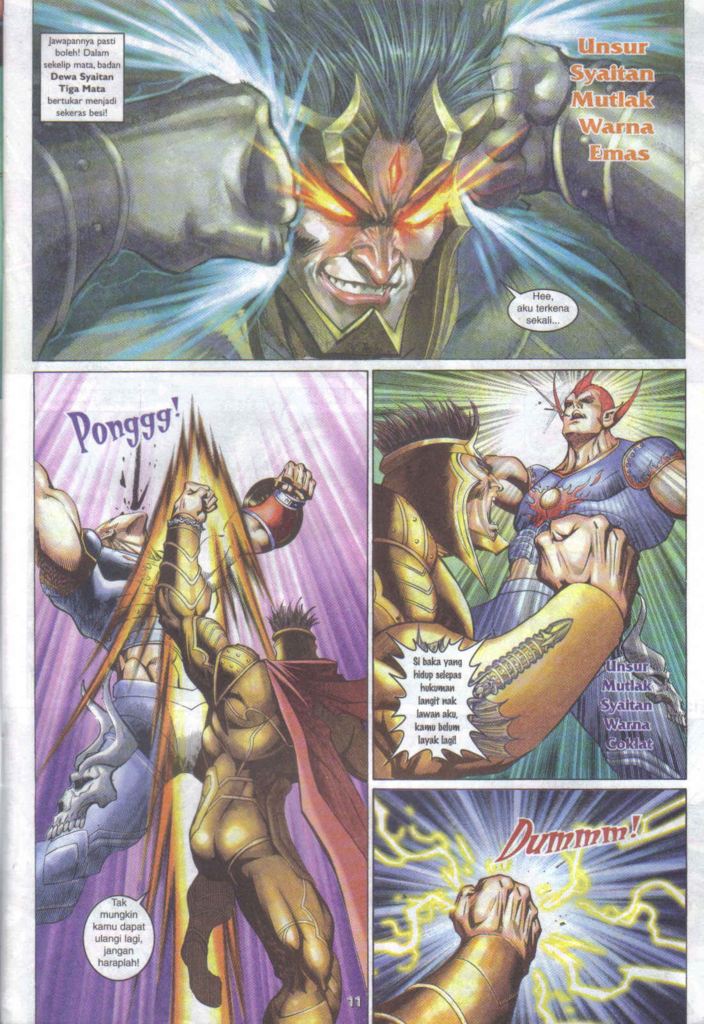 Jawapannya pasti
boleh! Dalam
sekelip mata, badan
Dewa Syaitan
Tiga Mata
bertukar menjadi
sekeras besi!
Unsur
Syaitan
Mutlak
Warna
Emas
Hee,
aku terkena
sekali...
Ponggg!
Tak
mungkin
kamu dapat
ulangi lagi,
jangan
haraplah!
Si baka yang
hidup selepas
hukuman
langit nak
lawan aku,
kamu belum
layak lagi!
Unsur
Mutlak
Syaitan
Warna
Coklat
Dummm!
11